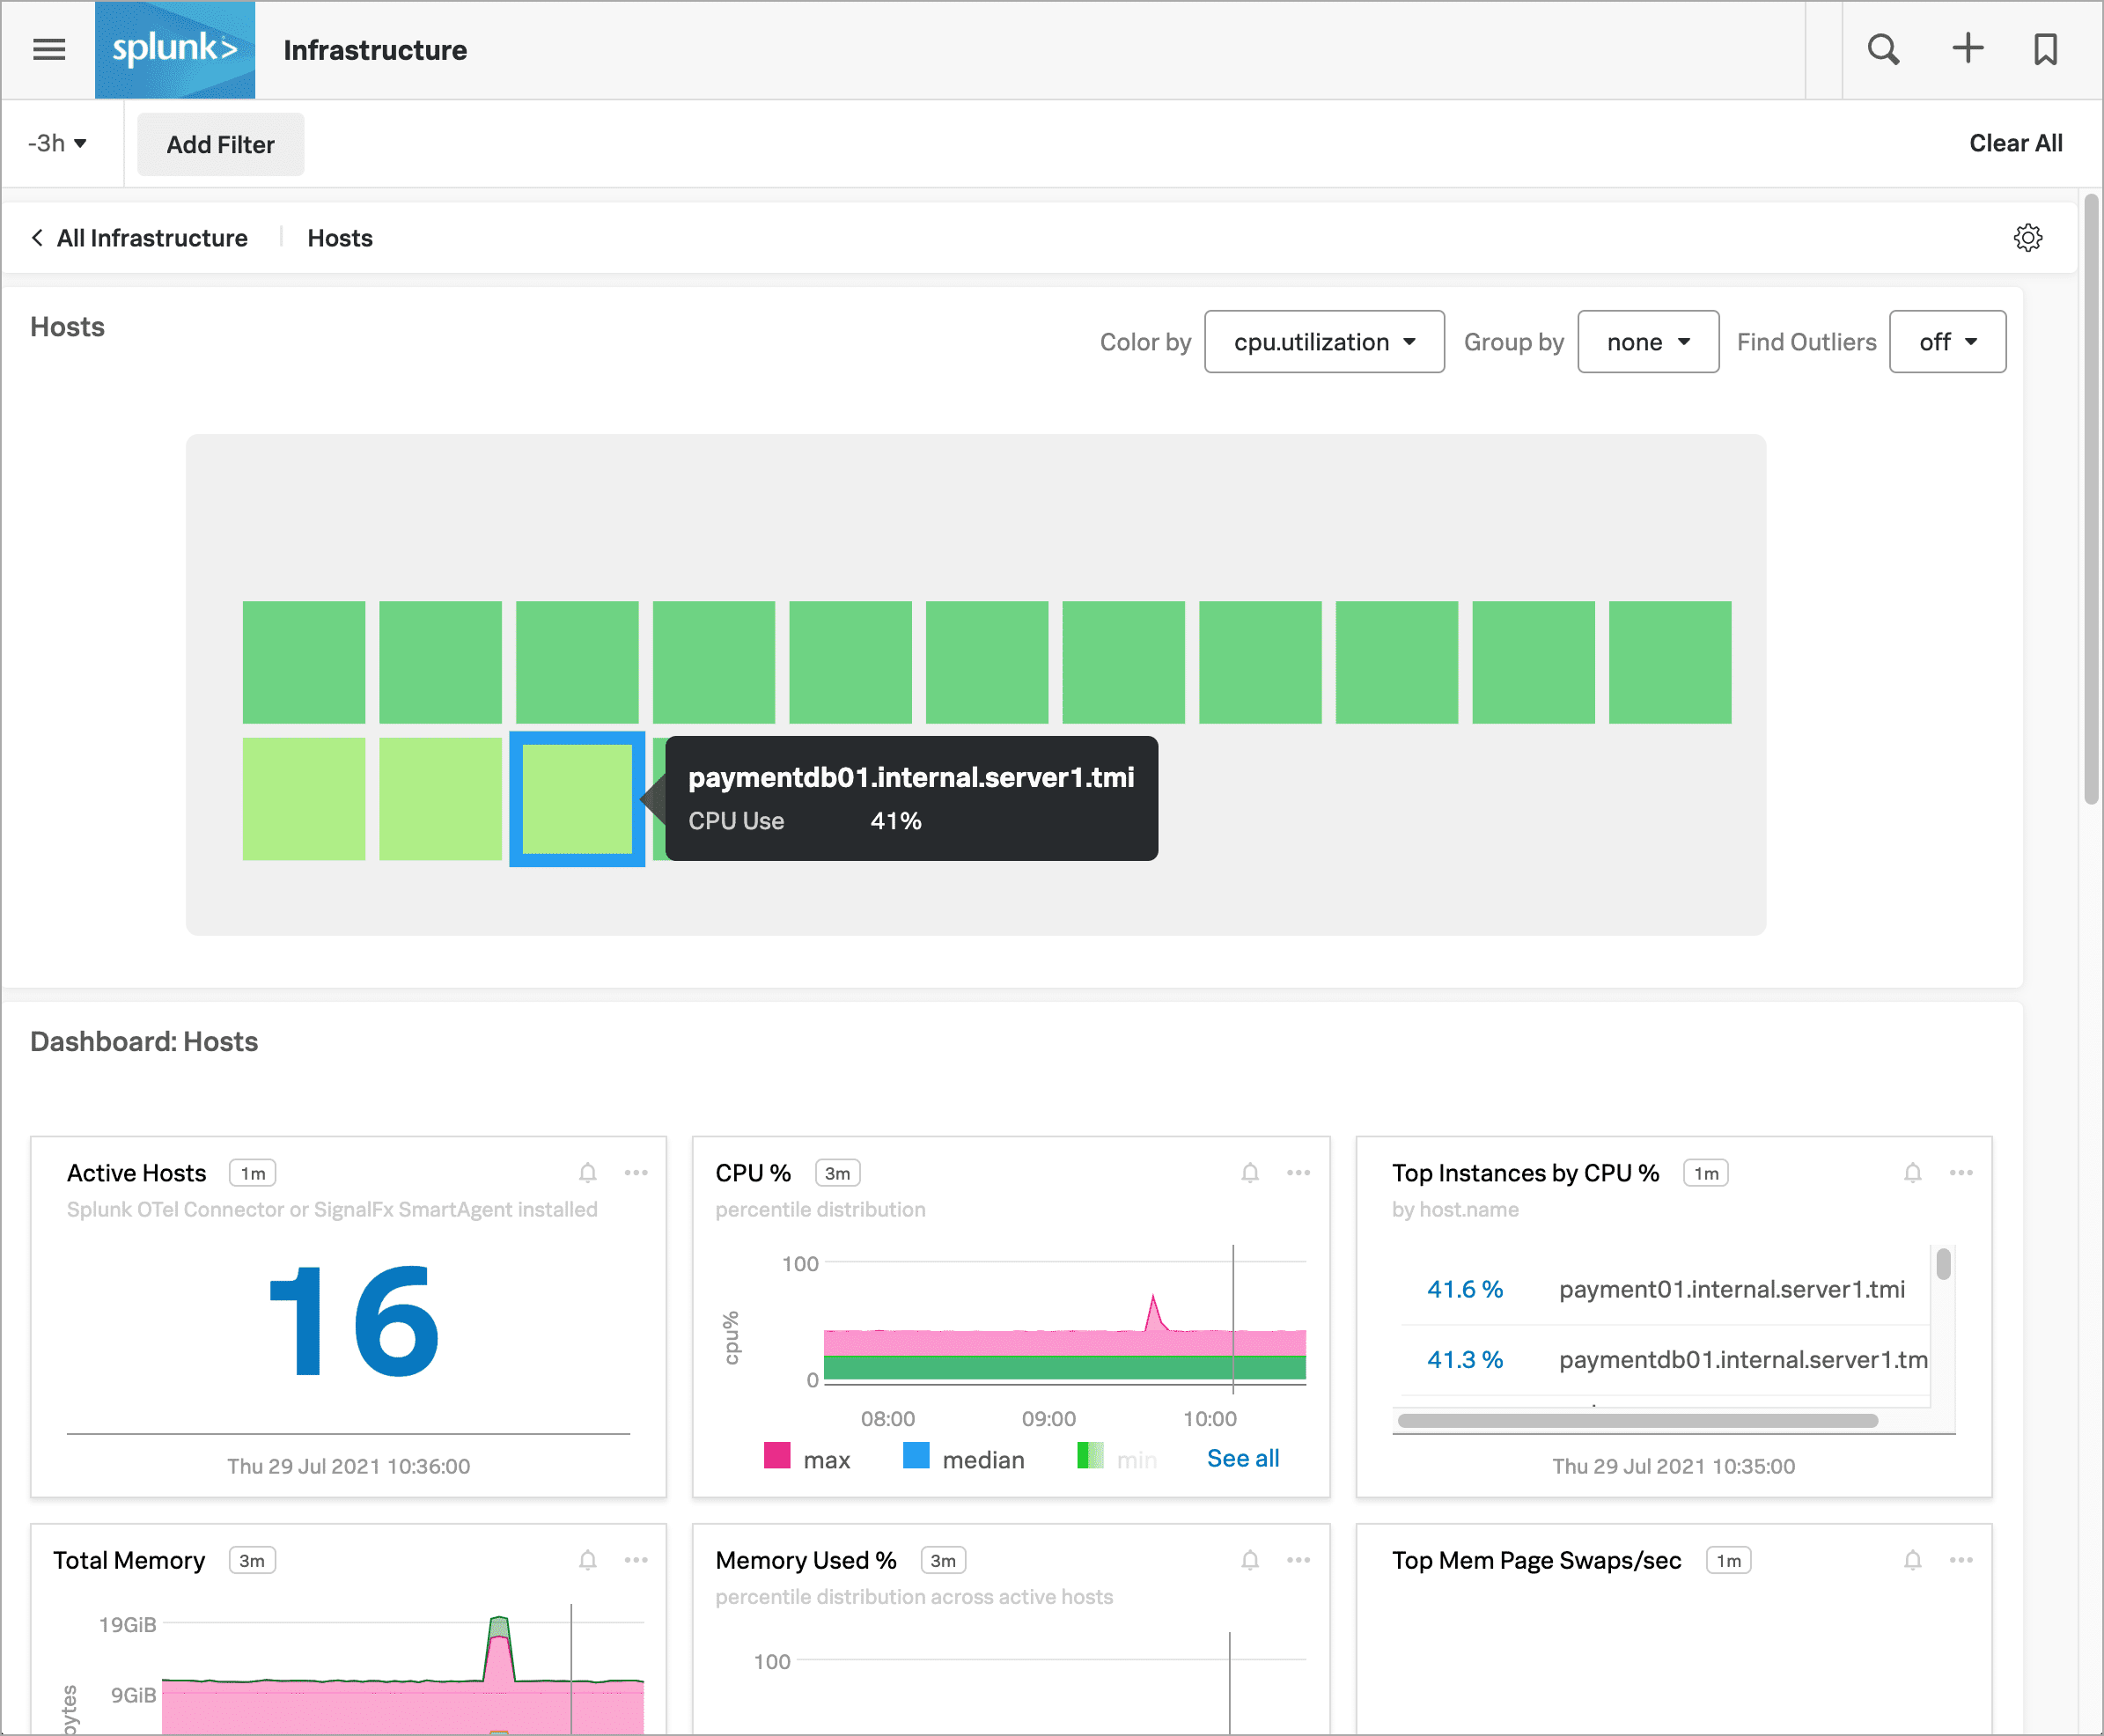 splunk> Infrastructure
-3h Add Filter Clear All
All Infrastructure Hosts
Hosts
Color by cpu.utilization Group by none Find Outliers off
paymentdb01.internal.server1.tmi
CPU Use 41%
Dashboard: Hosts
Active Hosts 1m
Splunk OTel Connector or SignalFx SmartAgent installed
16
Thu 29 Jul 2021 10:36:00
CPU % 3m
percentile distribution
100
cpu%
0
08:00 09:00 10:00
max median min See all
Top Instances by CPU % 1m
by host.name
41.6 % payment01.internal.server1.tmi
41.3 % paymentdb01.internal.server1.tm
Thu 29 Jul 2021 10:35:00
Total Memory 3m
19GiB
9GiB
bytes
Memory Used % 3m
percentile distribution across active hosts
100
Top Mem Page Swaps/sec 1m